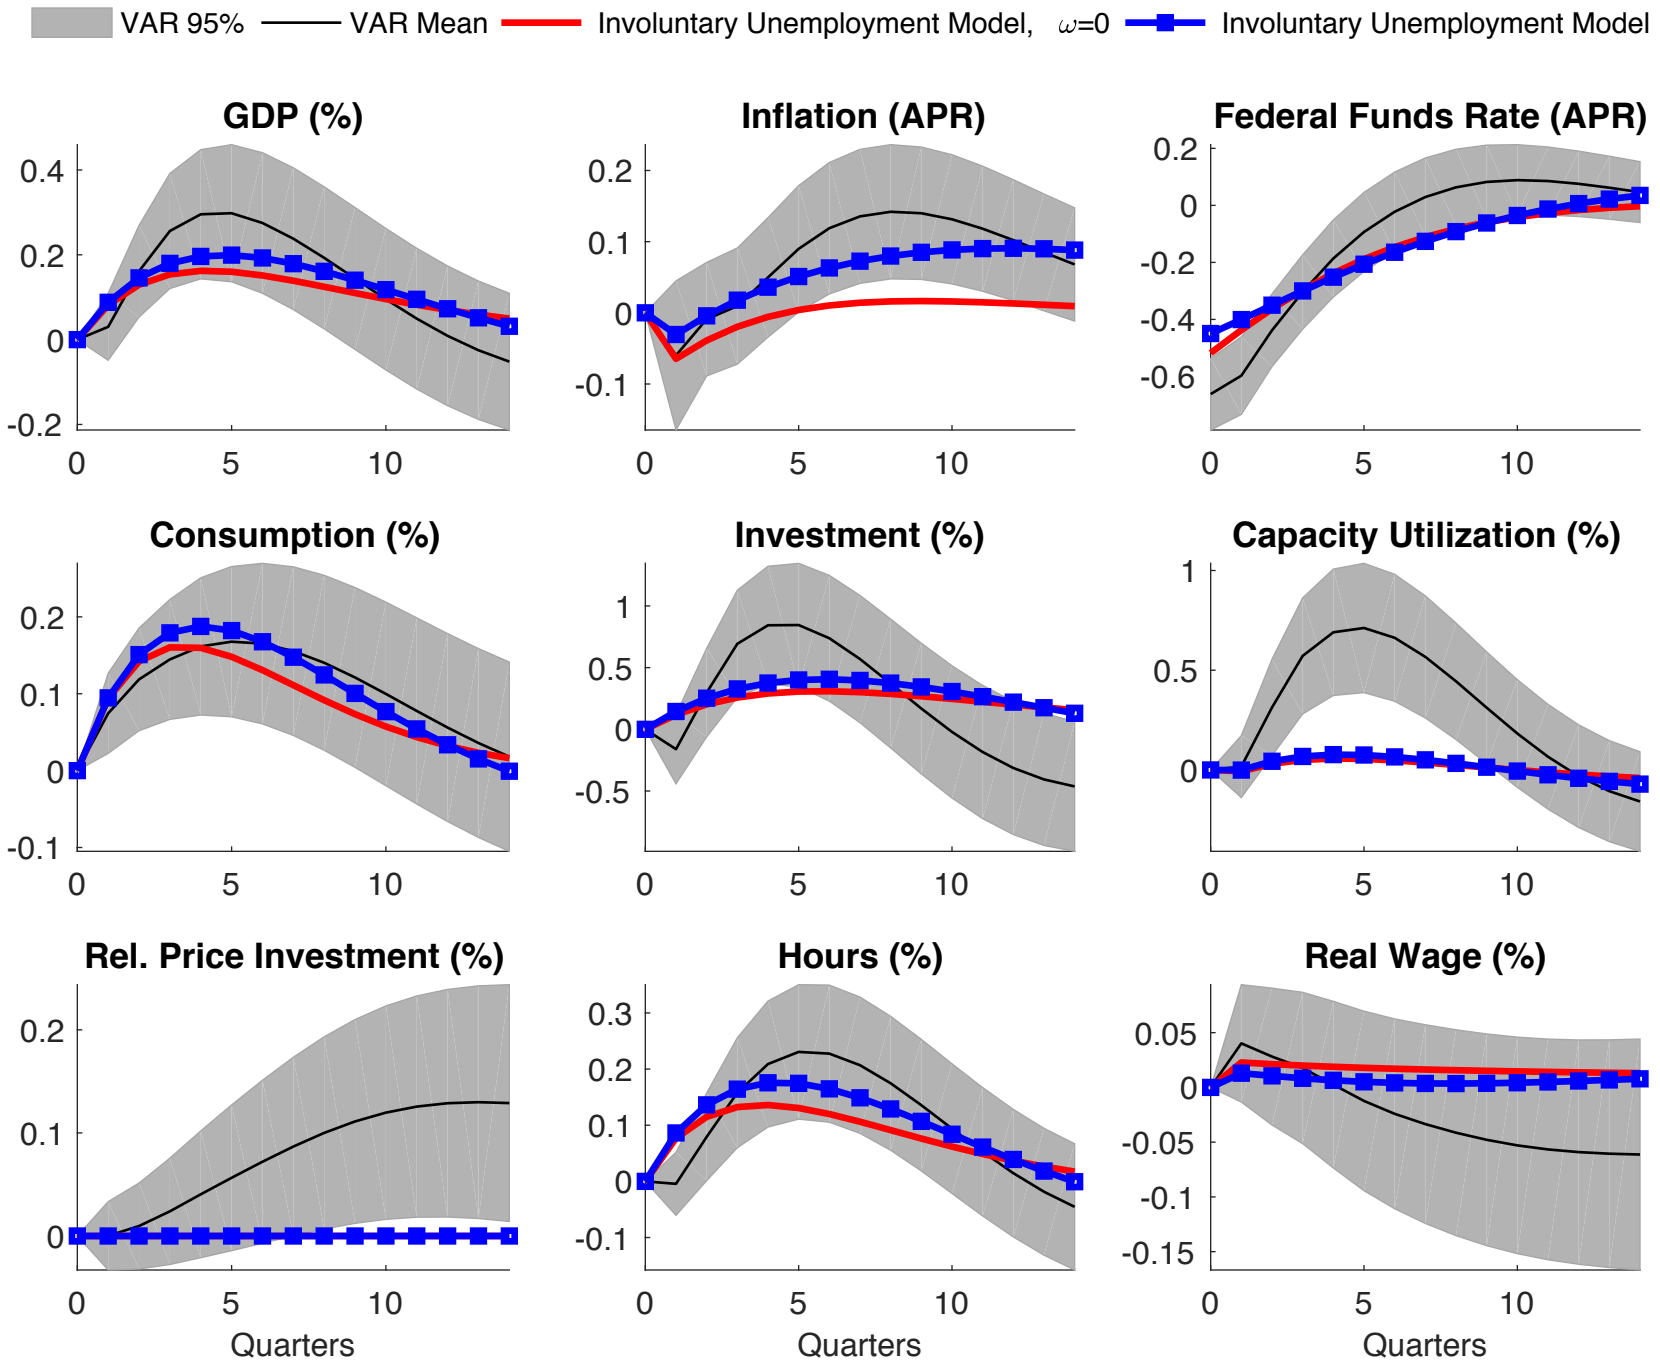 VAR 95% VAR Mean Involuntary Unemployment Model, ω=0 Involuntary Unemployment Model
GDP (%) Inflation (APR) Federal Funds Rate (APR)
0.4
0.2
0
-0.2
0 5 10
0.2
0.1
0
-0.1
0 5 10
0.2
0
-0.2
-0.4
-0.6
0 5 10
Consumption (%) Investment (%) Capacity Utilization (%)
0.2
0.1
0
-0.1
0 5 10
1
0.5
0
-0.5
0 5 10
1
0.5
0
0 5 10
Rel. Price Investment (%) Hours (%) Real Wage (%)
0.2
0.1
0
0 5 10
Quarters
0.3
0.2
0.1
0
-0.1
0 5 10
Quarters
0.05
0
-0.05
-0.1
-0.15
0 5 10
Quarters